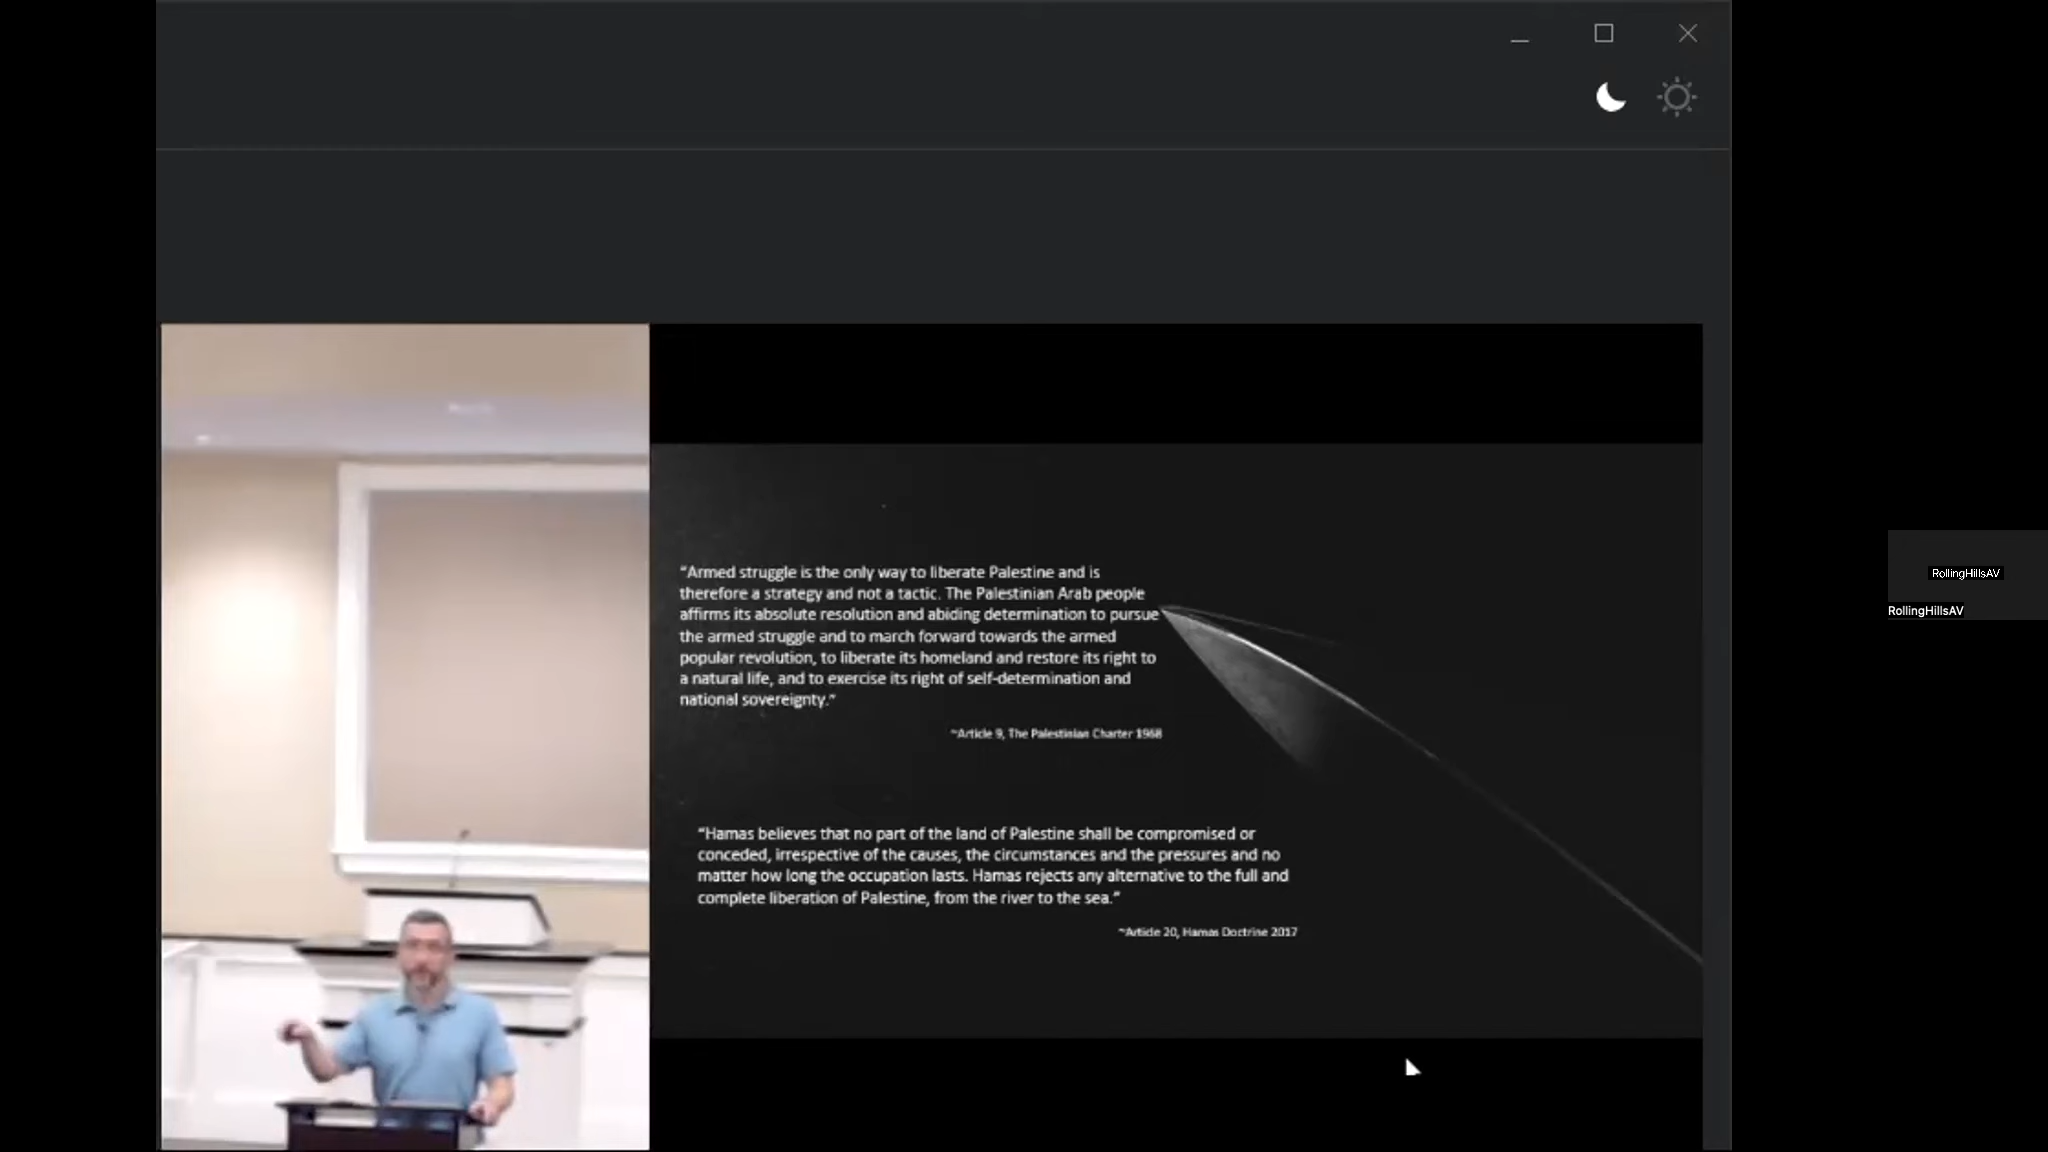 “Armed struggle is the only way to liberate Palestine and is
therefore a strategy and not a tactic. The Palestinian Arab people
affirms its absolute resolution and abiding determination to pursue
the armed struggle and to march forward towards the armed
popular revolution, to liberate its homeland and restore its right to
a natural life, and to exercise its right of self-determination and
national sovereignty.”
~Article 9, The Palestinian Charter 1968
“Hamas believes that no part of the land of Palestine shall be compromised or
conceded, irrespective of the causes, the circumstances and the pressures and no
matter how long the occupation lasts. Hamas rejects any alternative to the full and
complete liberation of Palestine, from the river to the sea.”
~Article 20, Hamas Doctrine 2017
RollingHillsAV
RollingHillsAV